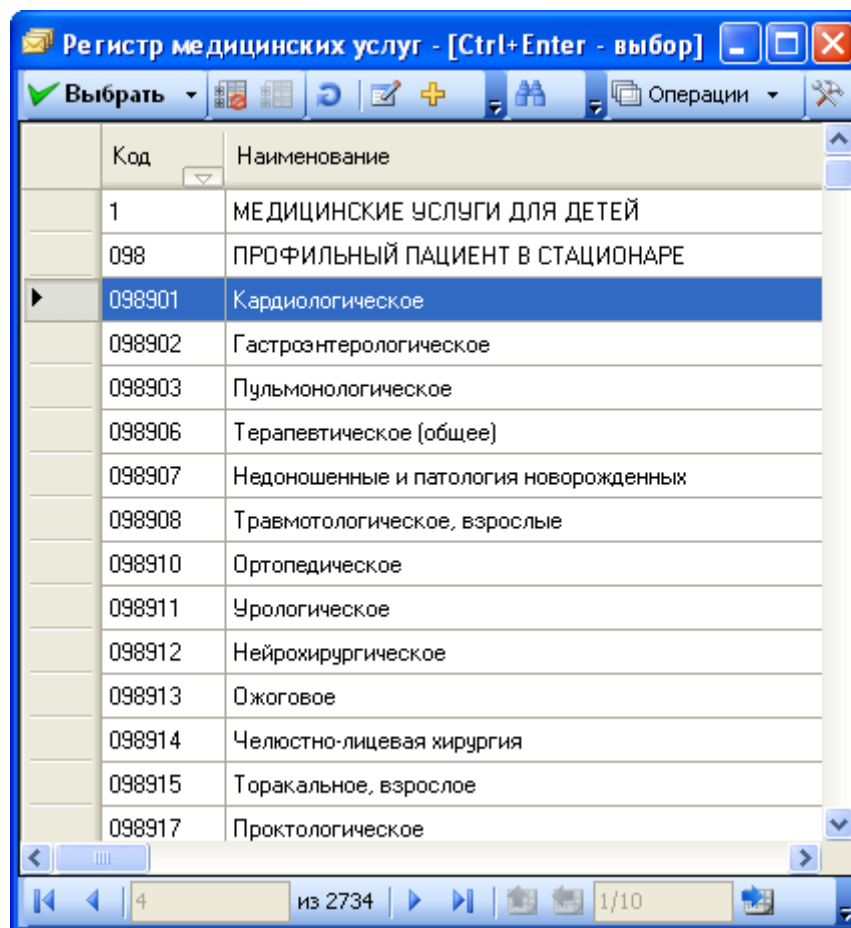 Регистр медицинских услуг - [Ctrl+Enter - выбор]
Выбрать Операции
Код Наименование
1 МЕДИЦИНСКИЕ УСЛУГИ ДЛЯ ДЕТЕЙ
098 ПРОФИЛЬНЫЙ ПАЦИЕНТ В СТАЦИОНАРЕ
098901 Кардиологическое
098902 Гастроэнтерологическое
098903 Пульмонологическое
098906 Терапевтическое (общее)
098907 Недоношенные и патология новорожденных
098908 Травмотологическое, взрослые
098910 Ортопедическое
098911 Урологическое
098912 Нейрохирургическое
098913 Ожоговое
098914 Челюстно-лицевая хирургия
098915 Торакальное, взрослое
098917 Проктологическое
4 из 2734 1/10